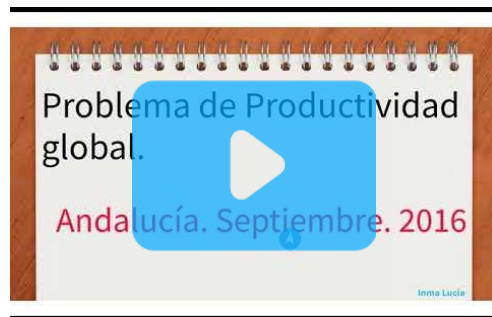 Problema de Productividad
global.
Andalucía. Septiembre. 2016
Inma Lucía